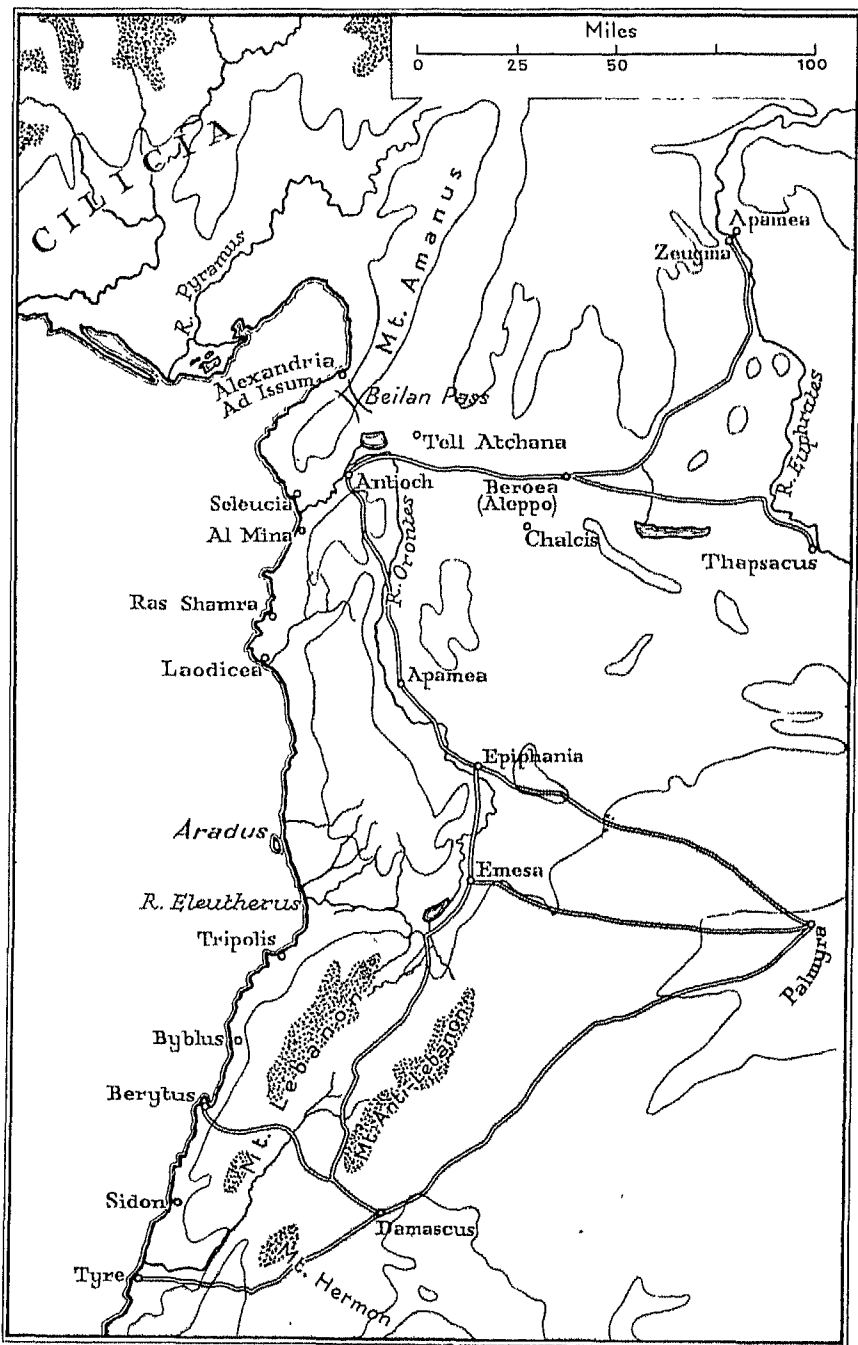 Miles
0 25 50 100
CILICIA
R. Pyramus
Mt. Amanus
Apamea
Zeugma
Alexandria
Ad Issum
Beilan Pass
Tell Atchana
R. Euphrates
Antioch
Beroea
(Aleppo)
Seleucia
Al Mina
R. Orontes
Chalcis
Thapsacus
Ras Shamra
Laodicea
Apamea
Epiphania
Aradus
Emesa
R. Eleutherus
Tripolis
Palmyra
Byblus
Mt. Lebanon
Mt. Anti-Lebanon
Berytus
Sidon
Damascus
Tyre
Mt. Hermon